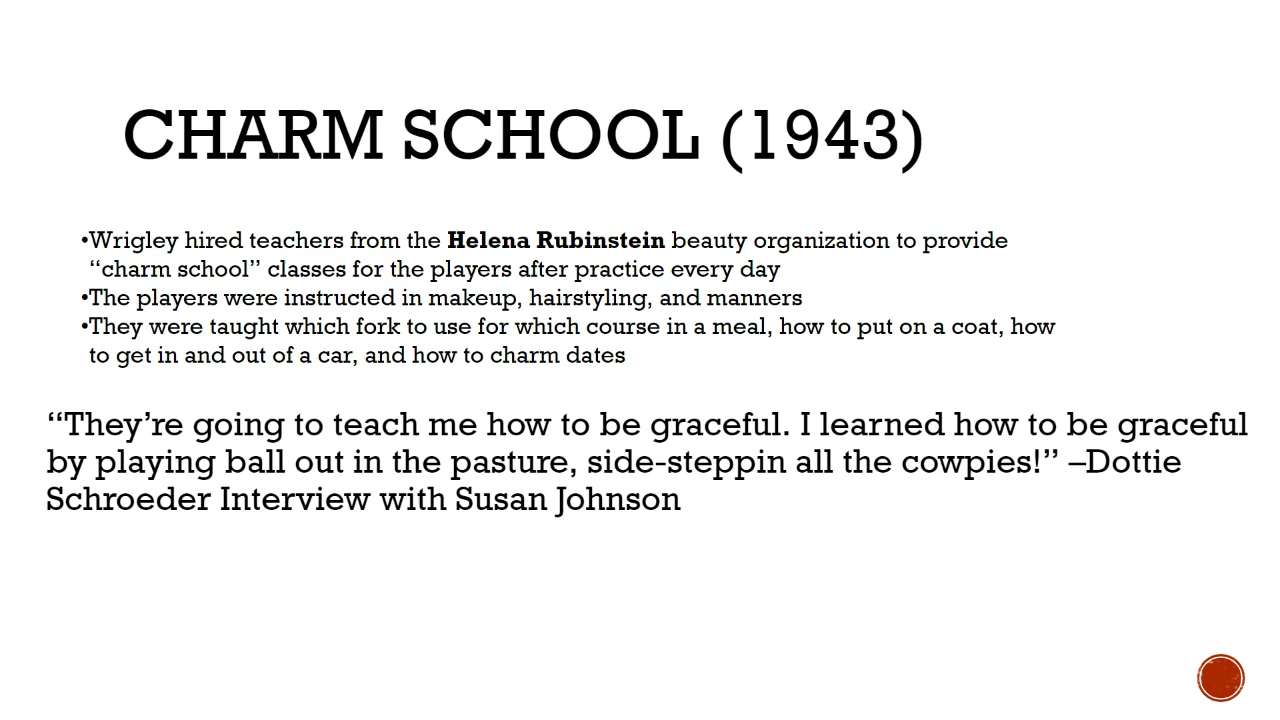 CHARM SCHOOL (1943)
•Wrigley hired teachers from the Helena Rubinstein beauty organization to provide
“charm school” classes for the players after practice every day
•The players were instructed in makeup, hairstyling, and manners
•They were taught which fork to use for which course in a meal, how to put on a coat, how
to get in and out of a car, and how to charm dates
“They’re going to teach me how to be graceful. I learned how to be graceful
by playing ball out in the pasture, side-steppin all the cowpies!” –Dottie
Schroeder Interview with Susan Johnson